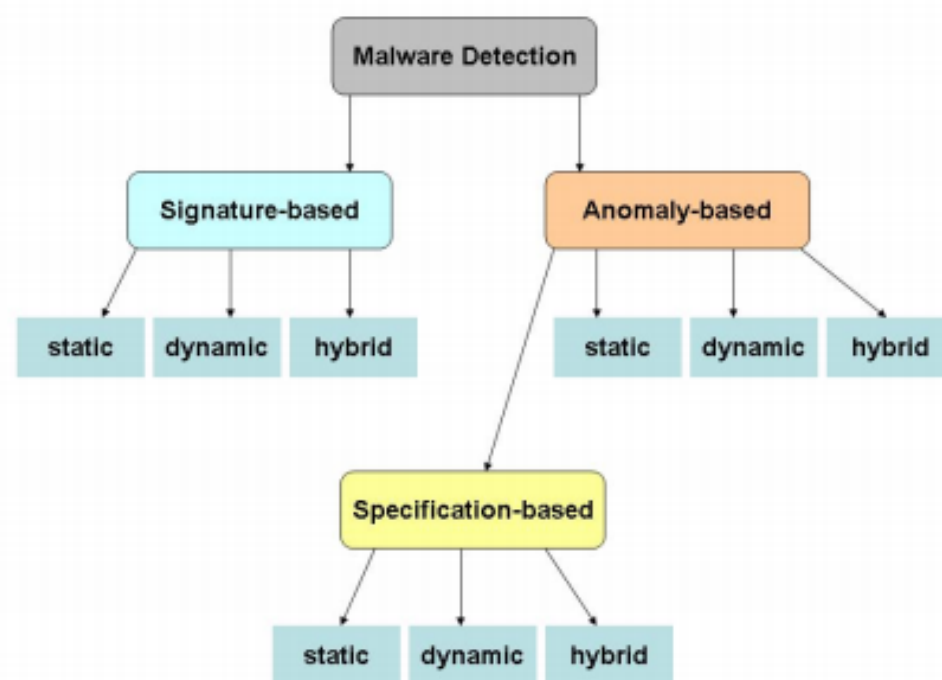 Malware Detection
Signature-based
Anomaly-based
static
dynamic
hybrid
static
dynamic
hybrid
Specification-based
static
dynamic
hybrid